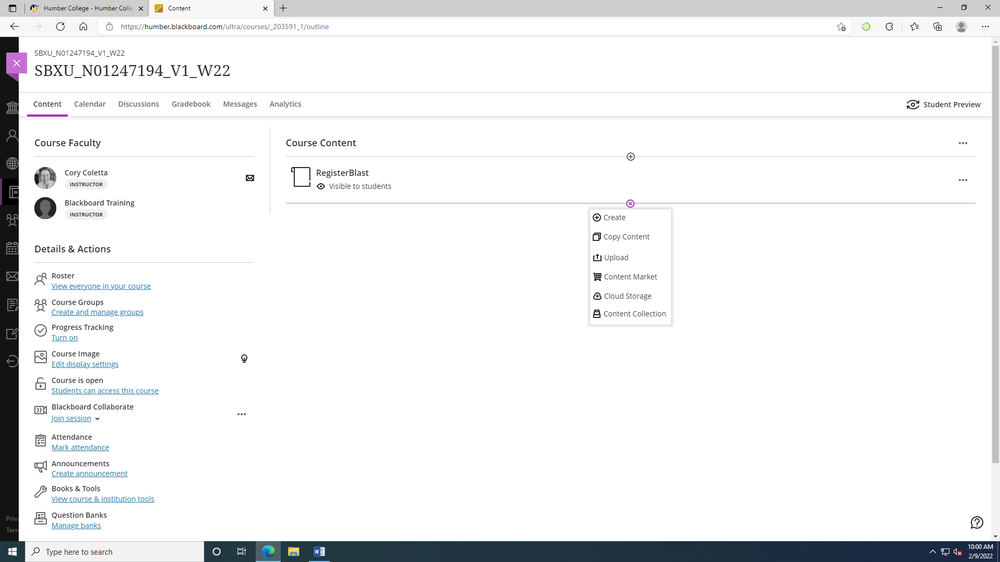 Humber College - Humber Colle
Content
https://humber.blackboard.com/ultra/courses/_203591_1/outline
SBXU_N01247194_V1_W22
SBXU_N01247194_V1_W22
Content Calendar Discussions Gradebook Messages Analytics
Student Preview
Course Faculty
Cory Coletta
INSTRUCTOR
Blackboard Training
INSTRUCTOR
Details & Actions
Roster
View everyone in your course
Course Groups
Create and manage groups
Progress Tracking
Turn on
Course Image
Edit display settings
Course is open
Students can access this course
Blackboard Collaborate
Join session
Attendance
Mark attendance
Announcements
Create announcement
Books & Tools
View course & institution tools
Question Banks
Manage banks
Course Content
RegisterBlast
Visible to students
Create
Copy Content
Upload
Content Market
Cloud Storage
Content Collection
Priva
Term
Type here to search
10:00 AM
2/9/2022